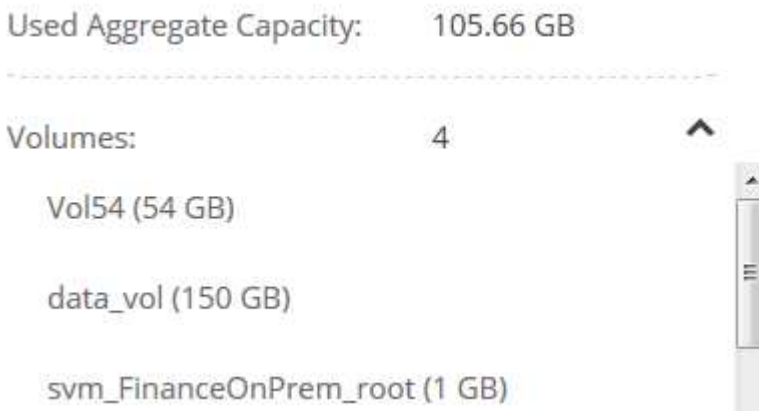 Used Aggregate Capacity: 105.66 GB
Volumes: 4
Vol54 (54 GB)
data_vol (150 GB)
svm_FinanceOnPrem_root (1 GB)